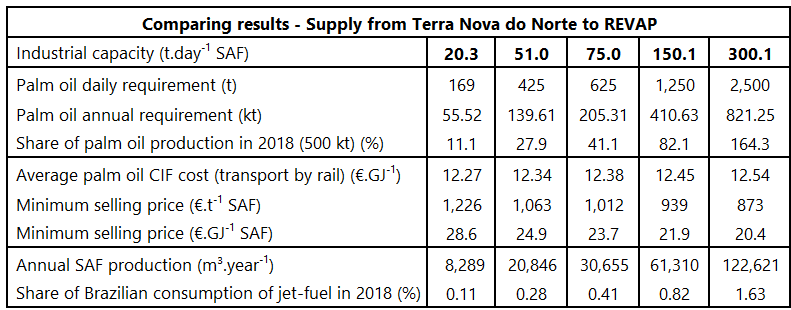 Comparing results - Supply from Terra Nova do Norte to REVAP
Industrial capacity (t.day⁻¹ SAF) 20.3 51.0 75.0 150.1 300.1
Palm oil daily requirement (t) 169 425 625 1,250 2,500
Palm oil annual requirement (kt) 55.52 139.61 205.31 410.63 821.25
Share of palm oil production in 2018 (500 kt) (%) 11.1 27.9 41.1 82.1 164.3
Average palm oil CIF cost (transport by rail) (€.GJ⁻¹) 12.27 12.34 12.38 12.45 12.54
Minimum selling price (€.t⁻¹ SAF) 1,226 1,063 1,012 939 873
Minimum selling price (€.GJ⁻¹ SAF) 28.6 24.9 23.7 21.9 20.4
Annual SAF production (m³.year⁻¹) 8,289 20,846 30,655 61,310 122,621
Share of Brazilian consumption of jet-fuel in 2018 (%) 0.11 0.28 0.41 0.82 1.63